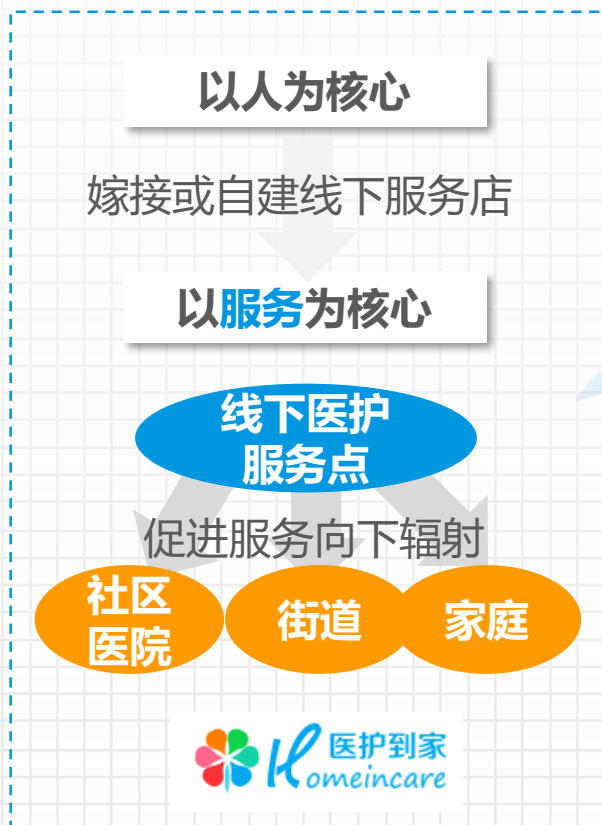 以人为核心
嫁接或自建线下服务店
以服务为核心
线下医护
服务点
促进服务向下辐射
社区
医院
街道
家庭
医护到家
Homeincare